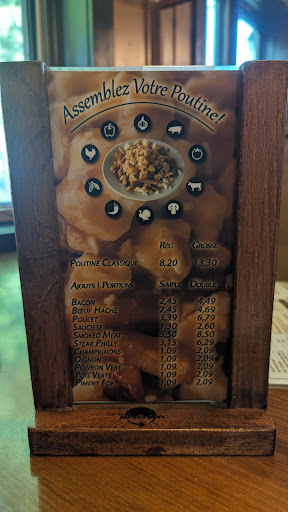 Assemblez Votre Poutine!
Rég Grosse
Poutine Classique 8,20 13,30
Ajouts | Portions Simple Double
Bacon 2,45 4,49
Bœuf Haché 2,45 4,69
Poulet 3,39 6,79
Saucisse 1,30 2,60
Smoked Meat 5,50 8,50
Steak Philly 3,15 6,29
Champignons 1,09 2,09
Oignon 1,09 2,09
Poivron Vert 1,09 2,09
Pois Verts 1,09 2,09
Piment Fort 1,09 2,09